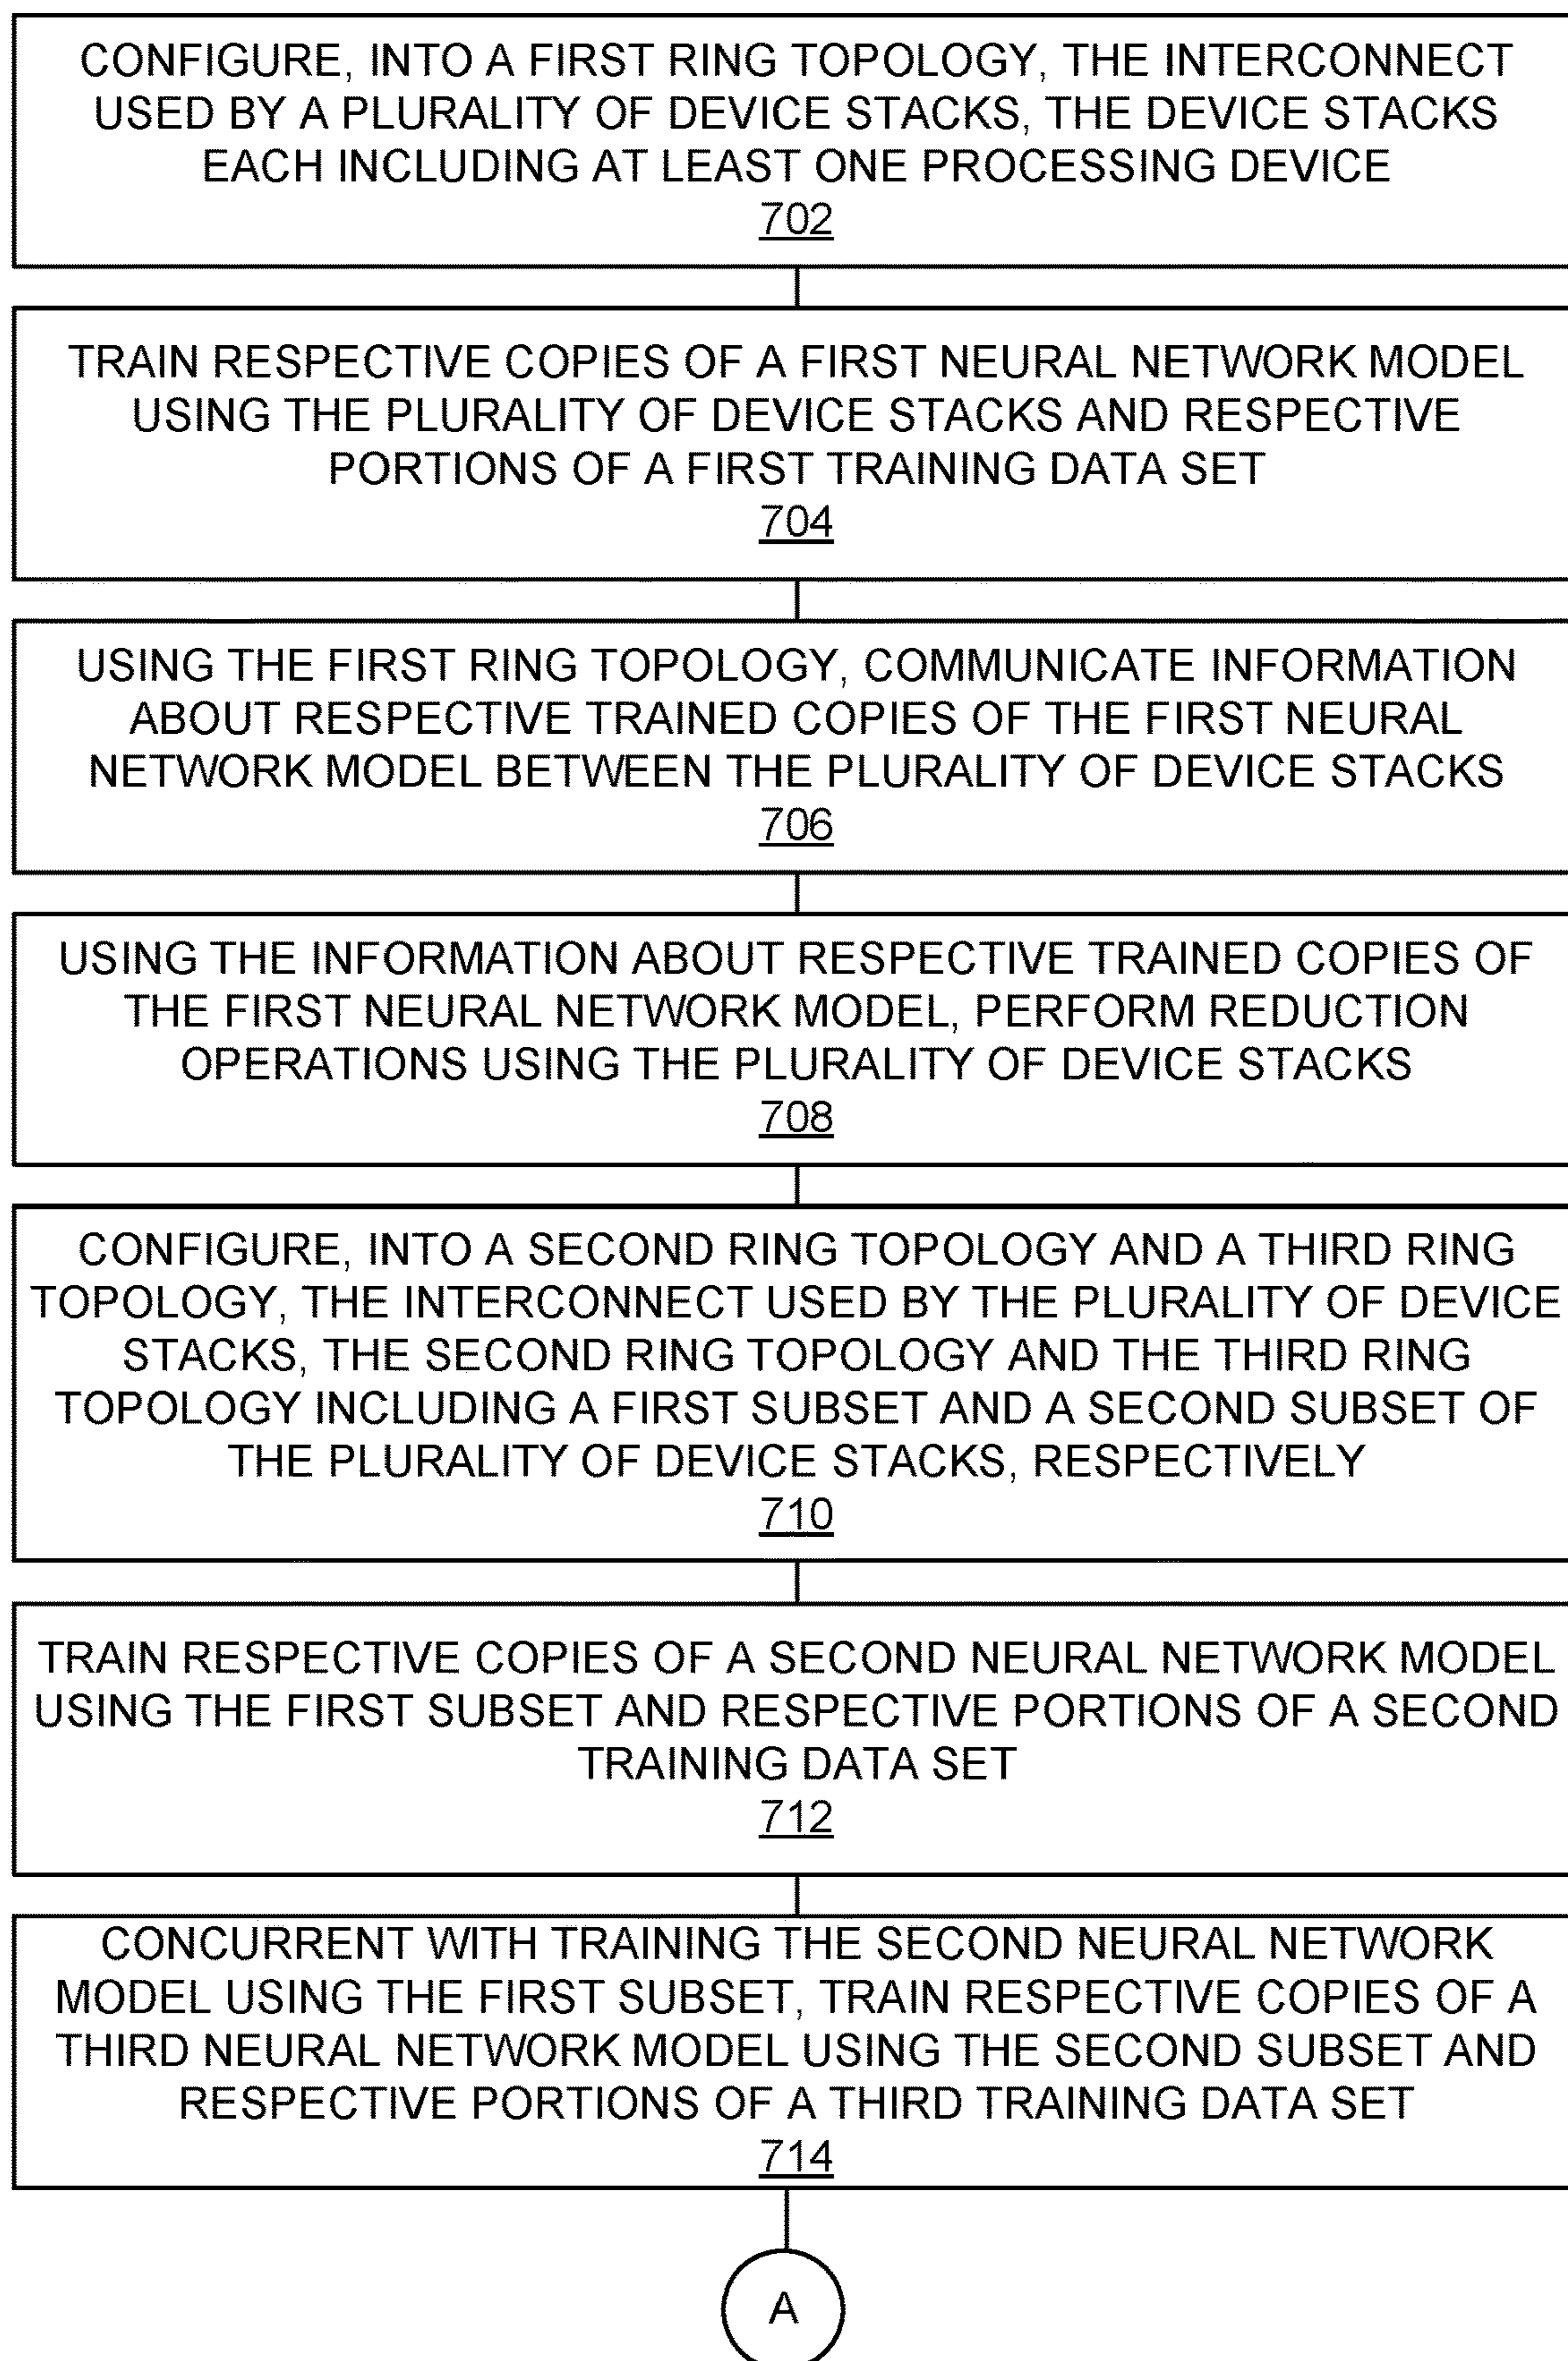 CONFIGURE, INTO A FIRST RING TOPOLOGY, THE INTERCONNECT
USED BY A PLURALITY OF DEVICE STACKS, THE DEVICE STACKS
EACH INCLUDING AT LEAST ONE PROCESSING DEVICE
702
TRAIN RESPECTIVE COPIES OF A FIRST NEURAL NETWORK MODEL
USING THE PLURALITY OF DEVICE STACKS AND RESPECTIVE
PORTIONS OF A FIRST TRAINING DATA SET
704
USING THE FIRST RING TOPOLOGY, COMMUNICATE INFORMATION
ABOUT RESPECTIVE TRAINED COPIES OF THE FIRST NEURAL
NETWORK MODEL BETWEEN THE PLURALITY OF DEVICE STACKS
706
USING THE INFORMATION ABOUT RESPECTIVE TRAINED COPIES OF
THE FIRST NEURAL NETWORK MODEL, PERFORM REDUCTION
OPERATIONS USING THE PLURALITY OF DEVICE STACKS
708
CONFIGURE, INTO A SECOND RING TOPOLOGY AND A THIRD RING
TOPOLOGY, THE INTERCONNECT USED BY THE PLURALITY OF DEVICE
STACKS, THE SECOND RING TOPOLOGY AND THE THIRD RING
TOPOLOGY INCLUDING A FIRST SUBSET AND A SECOND SUBSET OF
THE PLURALITY OF DEVICE STACKS, RESPECTIVELY
710
TRAIN RESPECTIVE COPIES OF A SECOND NEURAL NETWORK MODEL
USING THE FIRST SUBSET AND RESPECTIVE PORTIONS OF A SECOND
TRAINING DATA SET
712
CONCURRENT WITH TRAINING THE SECOND NEURAL NETWORK
MODEL USING THE FIRST SUBSET, TRAIN RESPECTIVE COPIES OF A
THIRD NEURAL NETWORK MODEL USING THE SECOND SUBSET AND
RESPECTIVE PORTIONS OF A THIRD TRAINING DATA SET
714
A